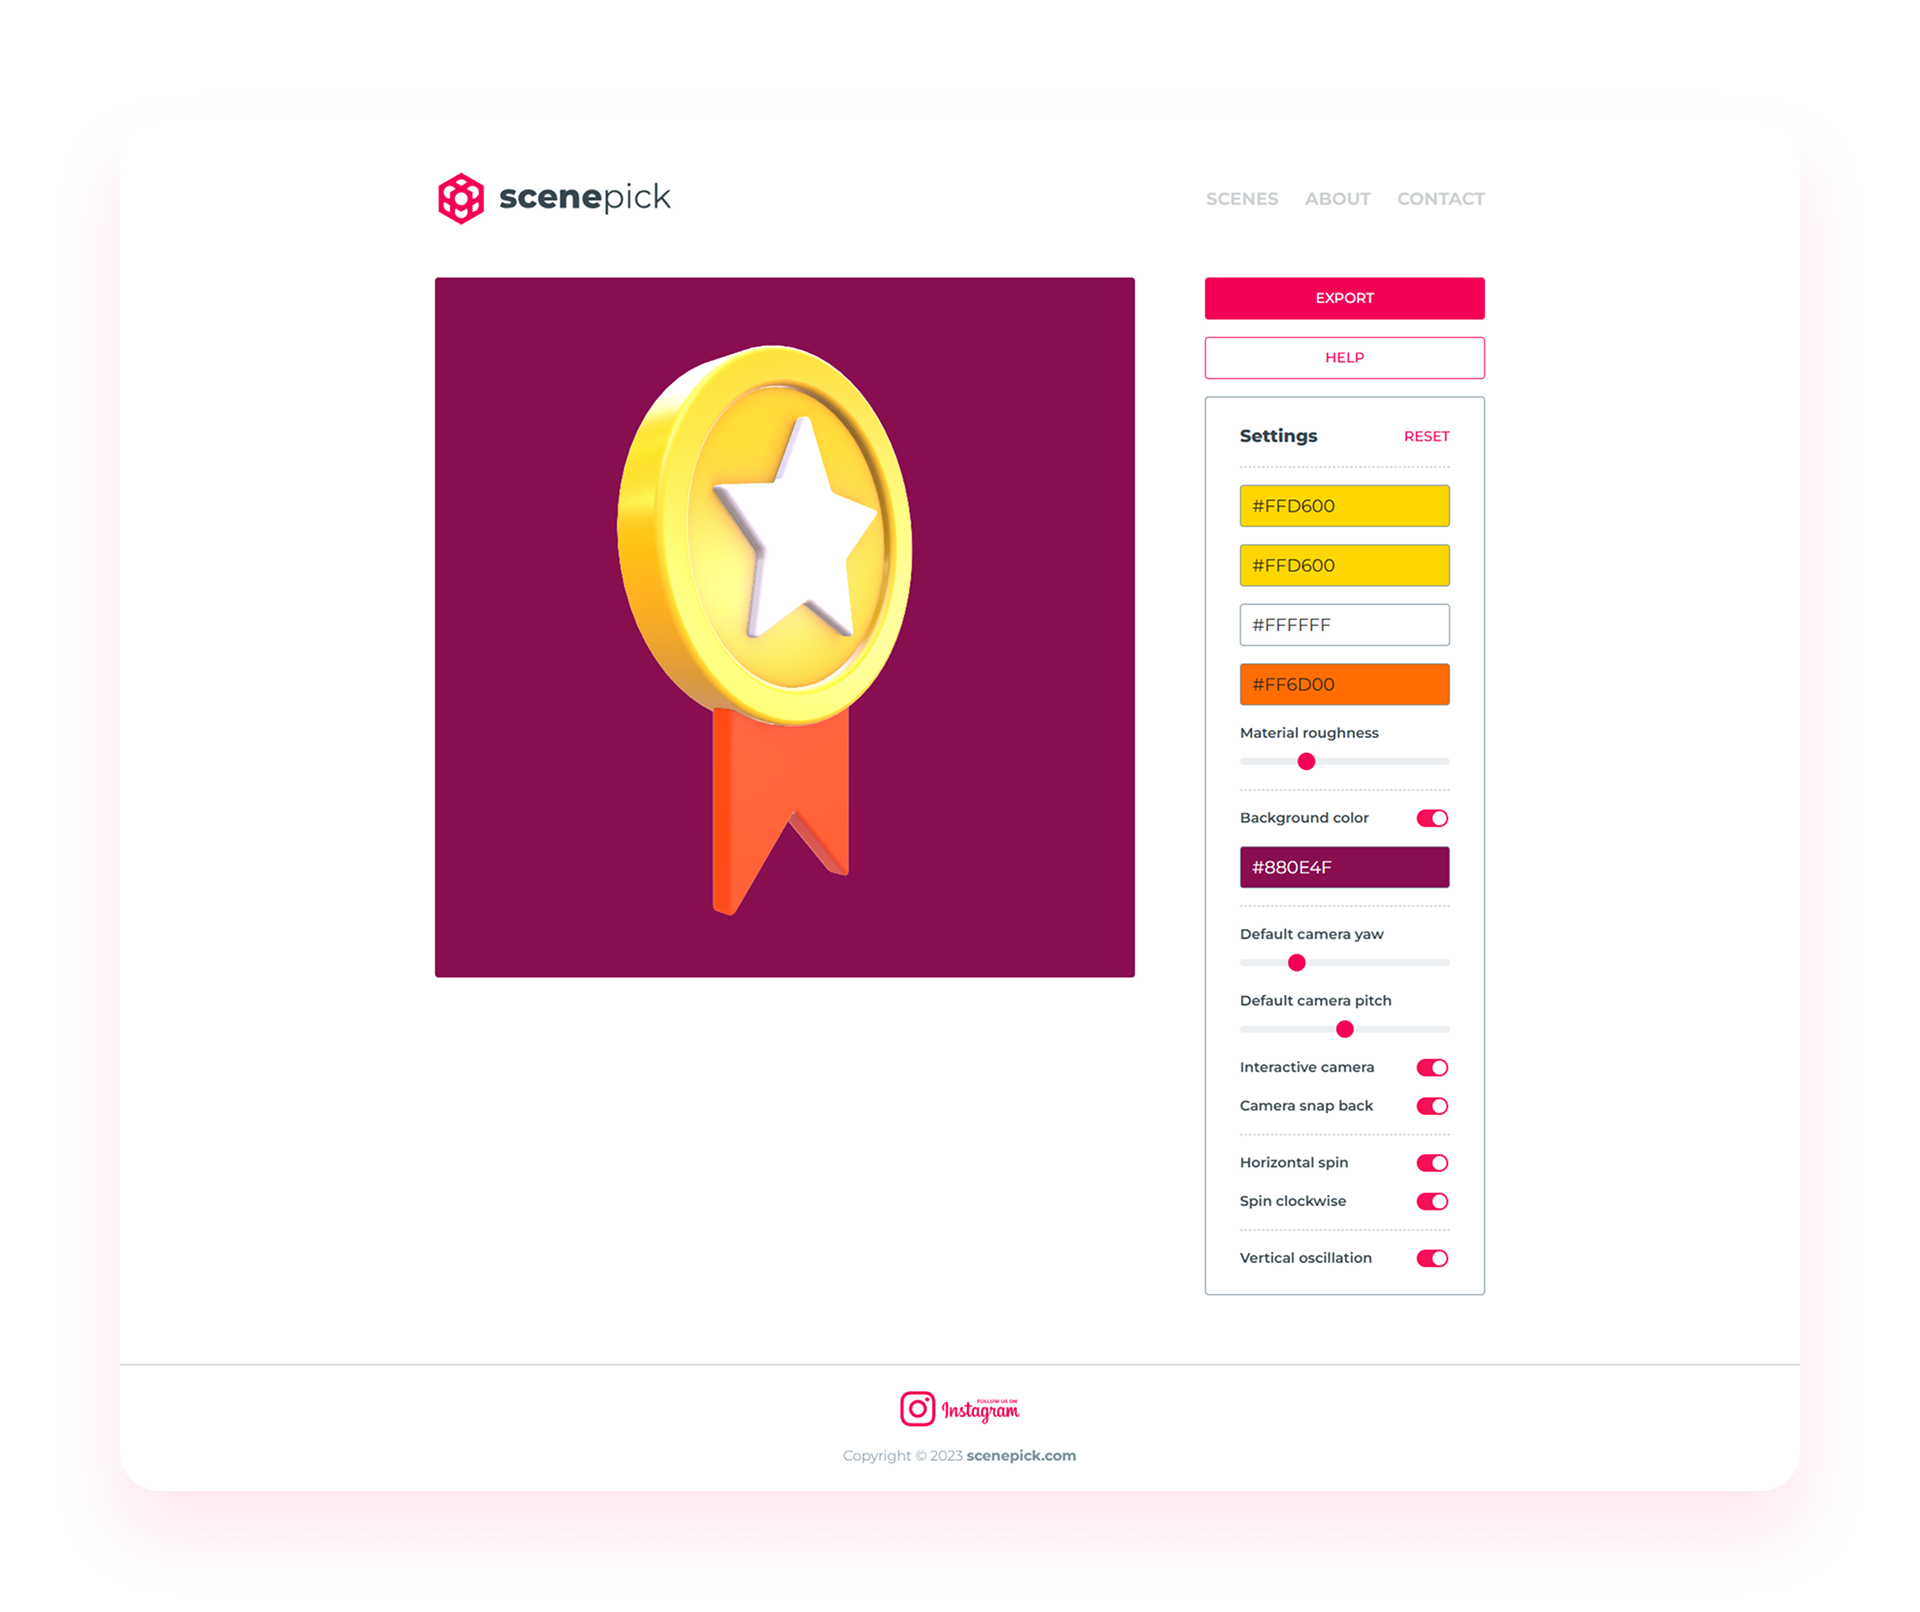 scenepick
SCENES ABOUT CONTACT
EXPORT
HELP
Settings RESET
#FFD600
#FFD600
#FFFFFF
#FF6D00
Material roughness
Background color
#880E4F
Default camera yaw
Default camera pitch
Interactive camera
Camera snap back
Horizontal spin
Spin clockwise
Vertical oscillation
FOLLOW US ON
Instagram
Copyright © 2023 scenepick.com